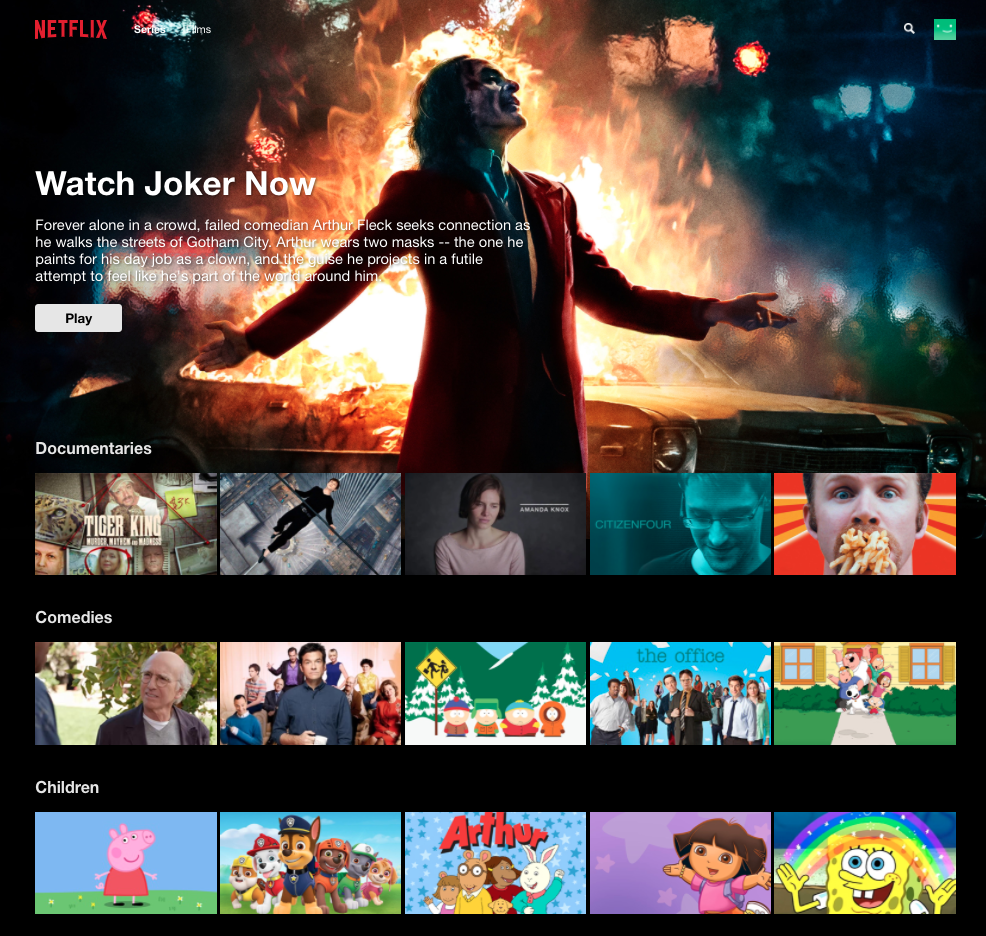 NETFLIX
Series Films
Watch Joker Now
Forever alone in a crowd, failed comedian Arthur Fleck seeks connection as
he walks the streets of Gotham City. Arthur wears two masks -- the one he
paints for his day job as a clown, and the guise he projects in a futile
attempt to feel like he's part of the world around him.
Play
Documentaries
TIGER KING
MURDER, MAYHEM AND MADNESS
AMANDA KNOX
CITIZENFOUR
Comedies
the office
Children
Arthur